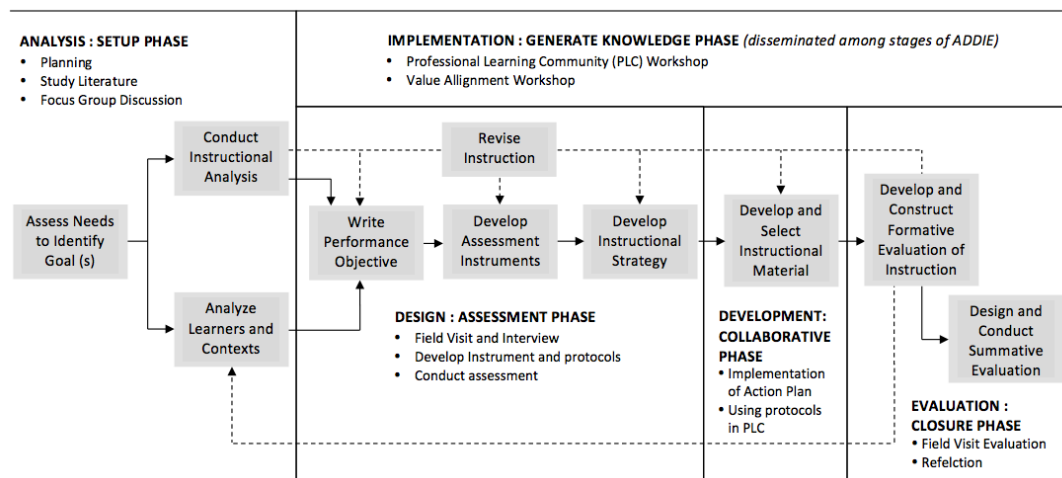 ANALYSIS : SETUP PHASE
• Planning
• Study Literature
• Focus Group Discussion
IMPLEMENTATION : GENERATE KNOWLEDGE PHASE (disseminated among stages of ADDIE)
• Professional Learning Community (PLC) Workshop
• Value Allignment Workshop
Conduct
Instructional
Analysis
Revise
Instruction
Assess Needs
to Identify
Goal (s)
Write
Performance
Objective
Develop
Assessment
Instruments
Develop
Instructional
Strategy
Develop and
Select
Instructional
Material
Develop and
Construct
Formative
Evaluation of
Instruction
Analyze
Learners and
Contexts
DESIGN : ASSESSMENT PHASE
• Field Visit and Interview
• Develop Instrument and protocols
• Conduct assessment
DEVELOPMENT:
COLLABORATIVE
PHASE
• Implementation
of Action Plan
• Using protocols
in PLC
Design and
Conduct
Summative
Evaluation
EVALUATION :
CLOSURE PHASE
• Field Visit Evaluation
• Refelction